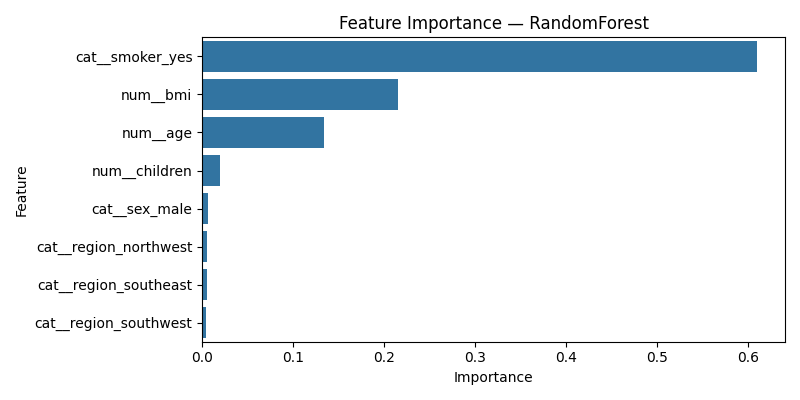 Feature Importance — RandomForest
Feature
cat__smoker_yes
num__bmi
num__age
num__children
cat__sex_male
cat__region_northwest
cat__region_southeast
cat__region_southwest
0.0 0.1 0.2 0.3 0.4 0.5 0.6
Importance